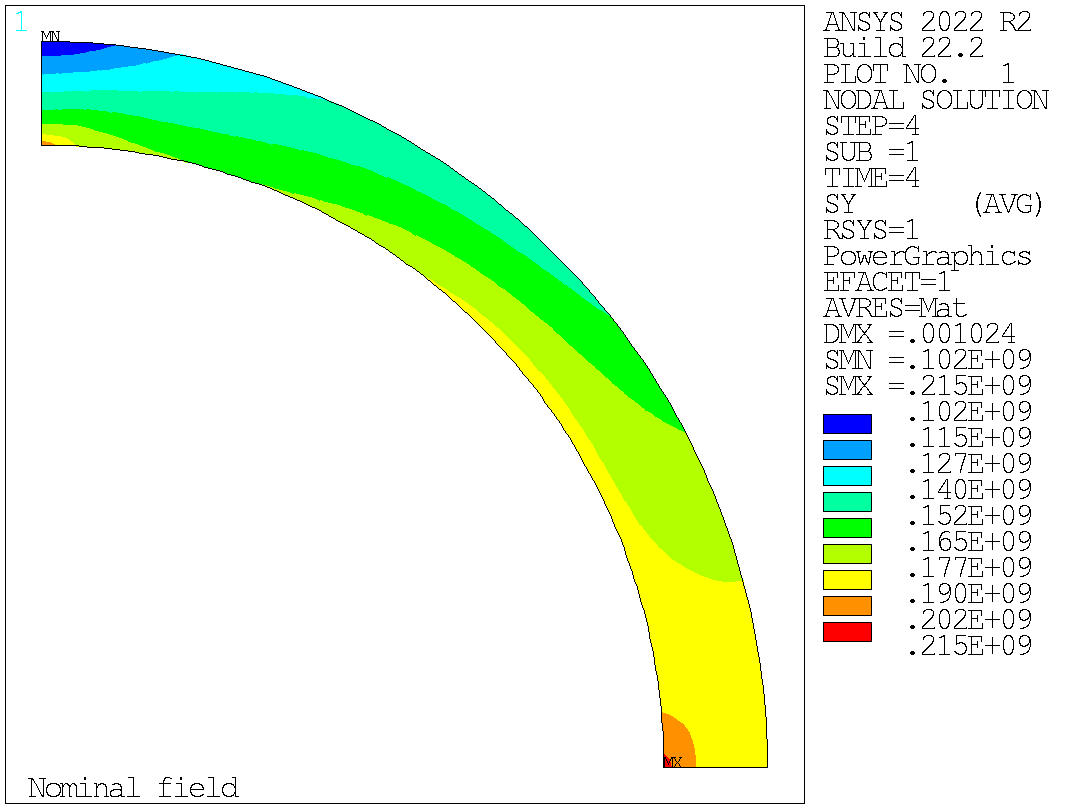 1
MN
ANSYS 2022 R2
Build 22.2
PLOT NO.   1
NODAL SOLUTION
STEP=4
SUB =1
TIME=4
SY       (AVG)
RSYS=1
PowerGraphics
EFACET=1
AVRES=Mat
DMX =.001024
SMN =.102E+09
SMX =.215E+09
.102E+09
.115E+09
.127E+09
.140E+09
.152E+09
.165E+09
.177E+09
.190E+09
.202E+09
.215E+09
MX
Nominal field